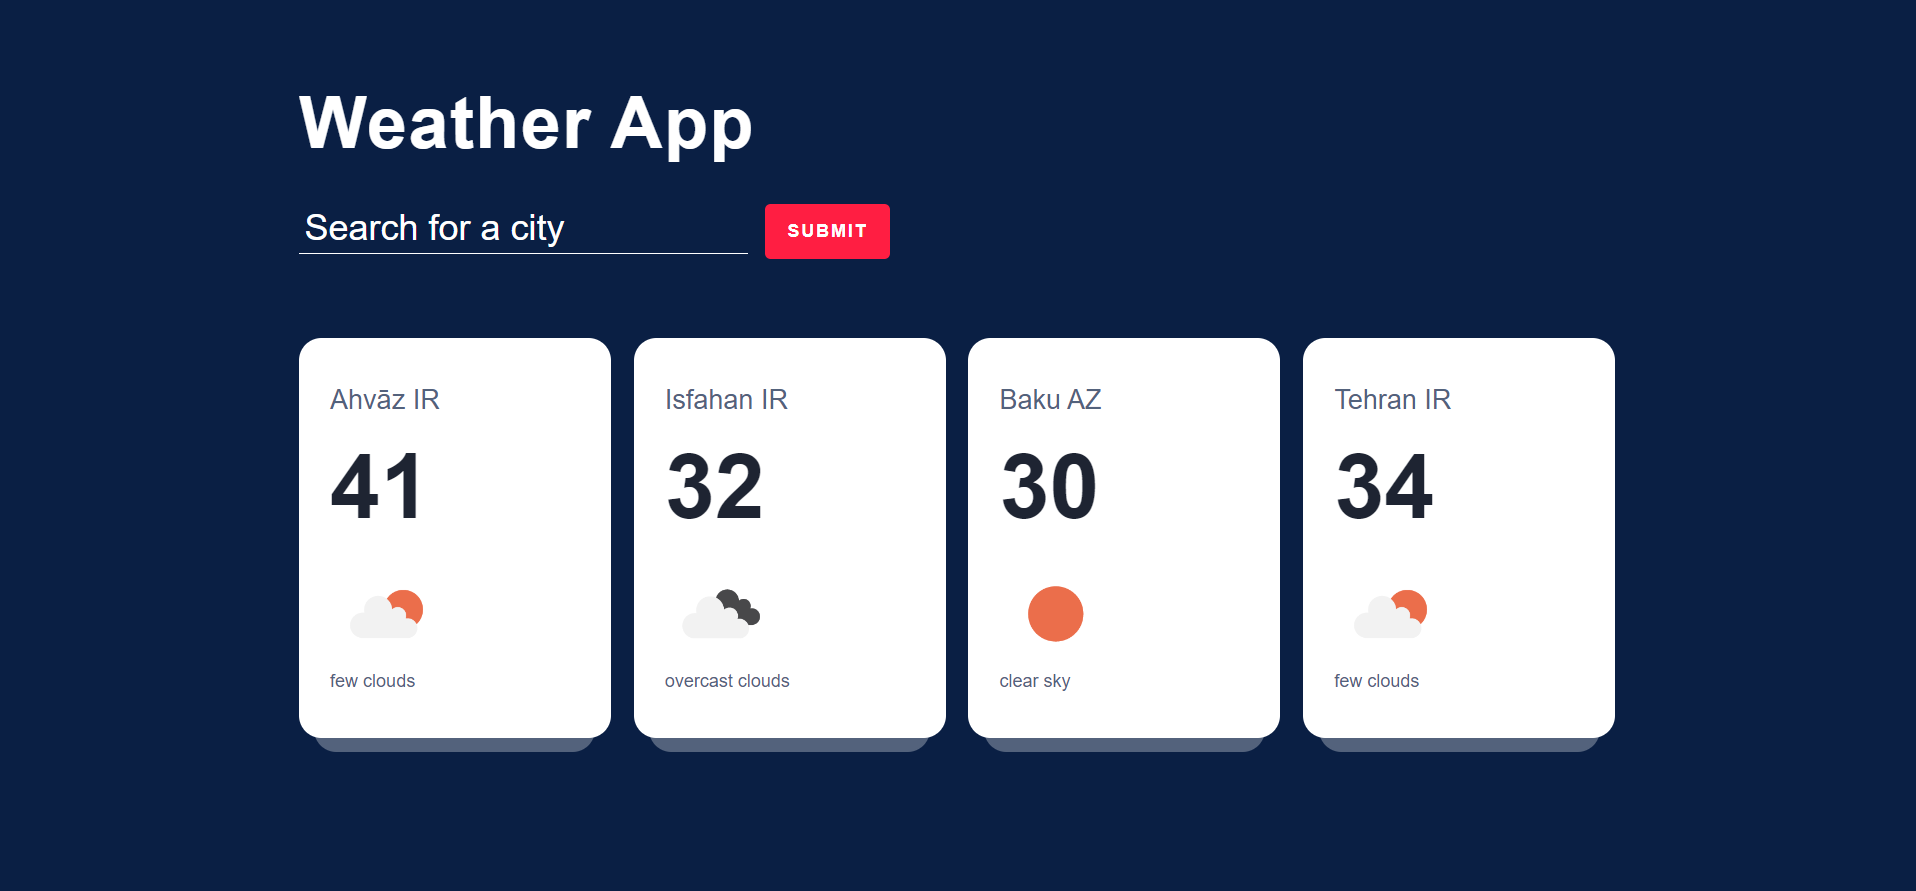 Weather App
Search for a city
SUBMIT
Ahvāz IR
41
few clouds
Isfahan IR
32
overcast clouds
Baku AZ
30
clear sky
Tehran IR
34
few clouds